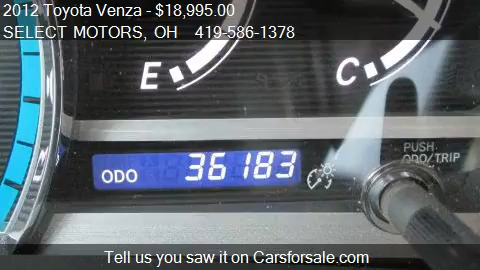 2012 Toyota Venza - $18,995.00
SELECT MOTORS, OH 419-586-1378
E C
ODO 36183
PUSH
ODO/TRIP
Tell us you saw it on Carsforsale.com